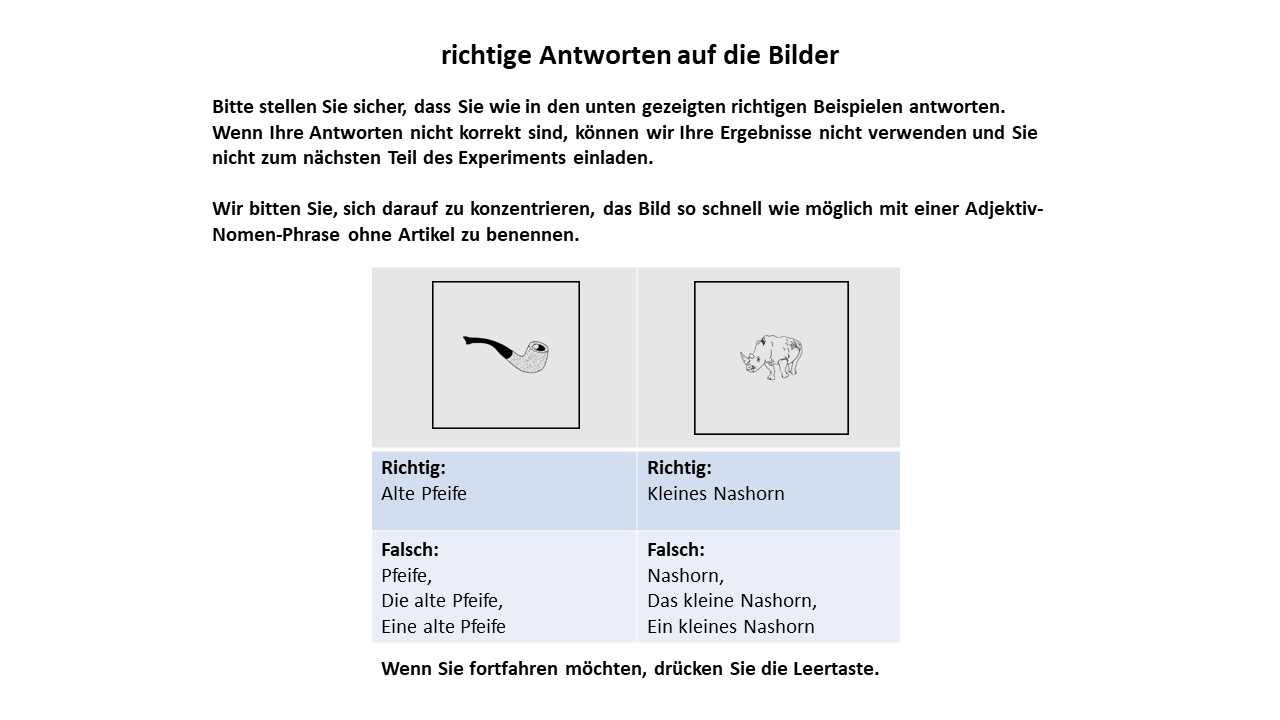 richtige Antworten auf die Bilder
Bitte stellen Sie sicher, dass Sie wie in den unten gezeigten richtigen Beispielen antworten.
Wenn Ihre Antworten nicht korrekt sind, können wir Ihre Ergebnisse nicht verwenden und Sie
nicht zum nächsten Teil des Experiments einladen.
Wir bitten Sie, sich darauf zu konzentrieren, das Bild so schnell wie möglich mit einer Adjektiv-
Nomen-Phrase ohne Artikel zu benennen.
Richtig:
Alte Pfeife
Richtig:
Kleines Nashorn
Falsch:
Pfeife,
Die alte Pfeife,
Eine alte Pfeife
Falsch:
Nashorn,
Das kleine Nashorn,
Ein kleines Nashorn
Wenn Sie fortfahren möchten, drücken Sie die Leertaste.